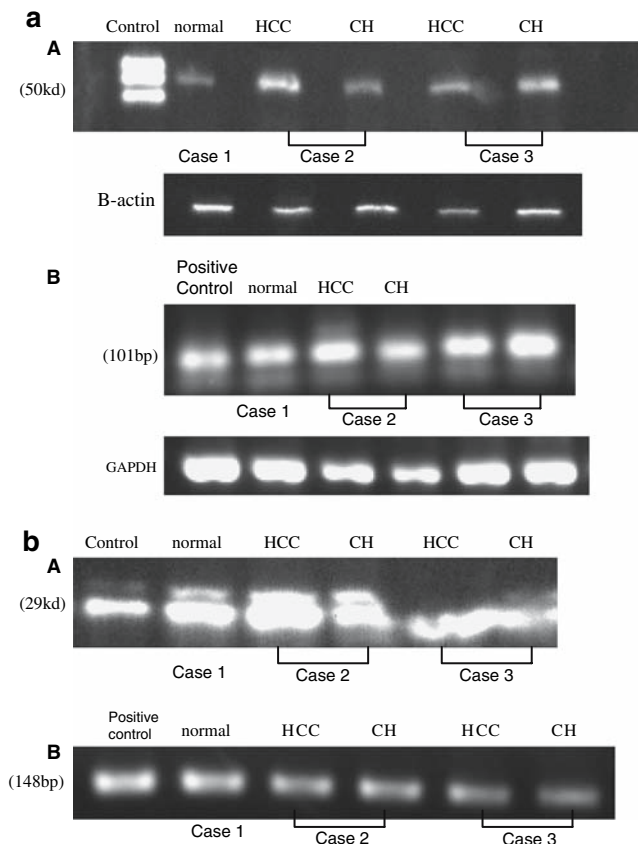 a
Control normal HCC CH HCC CH
A
(50kd)
Case 1 Case 2 Case 3
B-actin
B
Positive
Control normal HCC CH
(101bp)
Case 1 Case 2 Case 3
GAPDH
b
Control normal HCC CH HCC CH
A
(29kd)
Case 1 Case 2 Case 3
Positive
control normal HCC CH HCC CH
B
(148bp)
Case 1 Case 2 Case 3